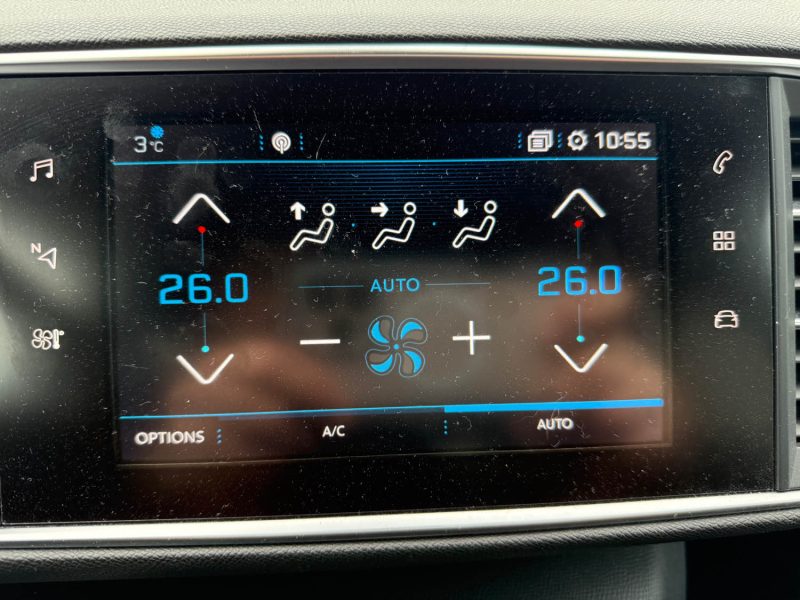 3°C 10:55
N
26.0 26.0
AUTO
OPTIONS A/C AUTO